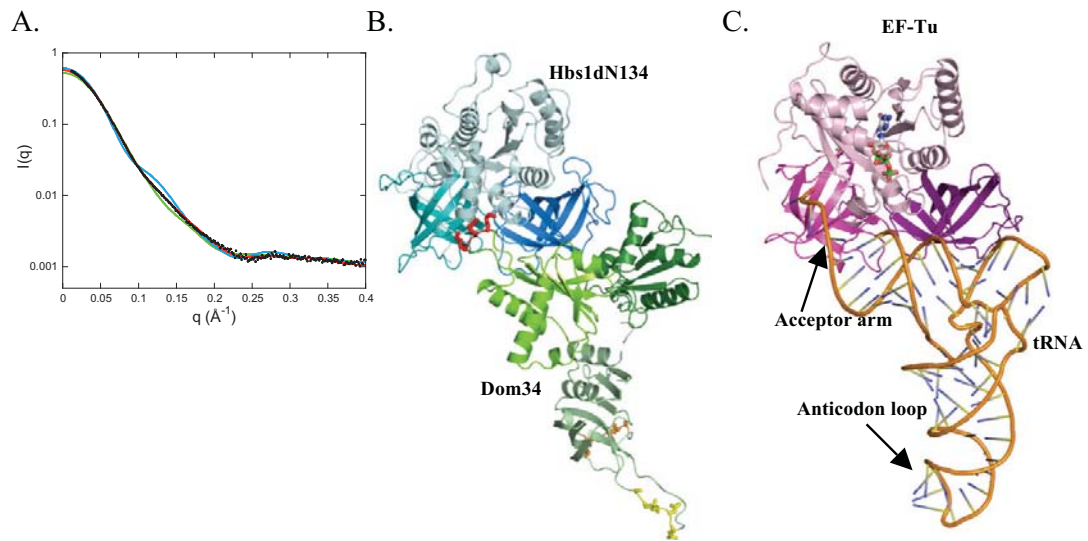 A.
1
0.1
0.01
0.001
I(q)
0
0.05
0.1
0.15
0.20
0.25
0.3
0.35
0.4
q (Å⁻¹)
B.
Hbs1dN134
Dom34
C.
EF-Tu
Acceptor arm
tRNA
Anticodon loop